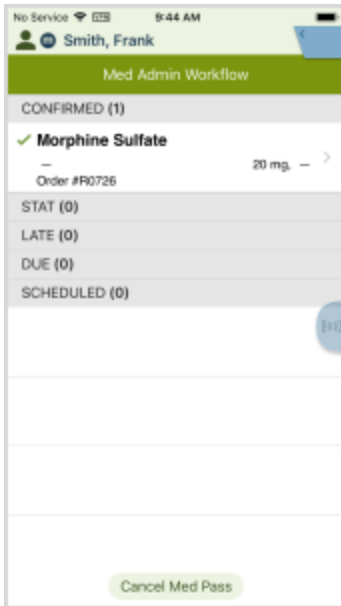 No Service 9:44 AM
Smith, Frank
Med Admin Workflow
CONFIRMED (1)
Morphine Sulfate
— 20 mg, —
Order #R0726
STAT (0)
LATE (0)
DUE (0)
SCHEDULED (0)
Cancel Med Pass